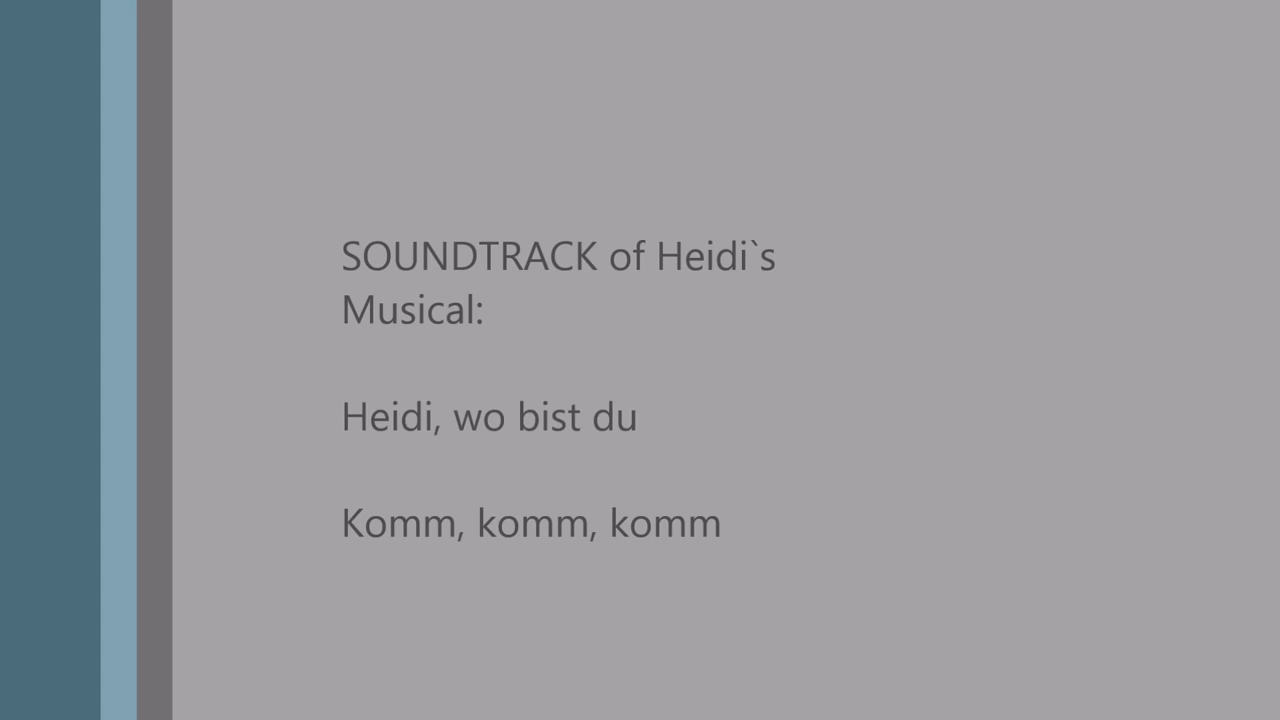 SOUNDTRACK of Heidi`s
Musical:
Heidi, wo bist du
Komm, komm, komm